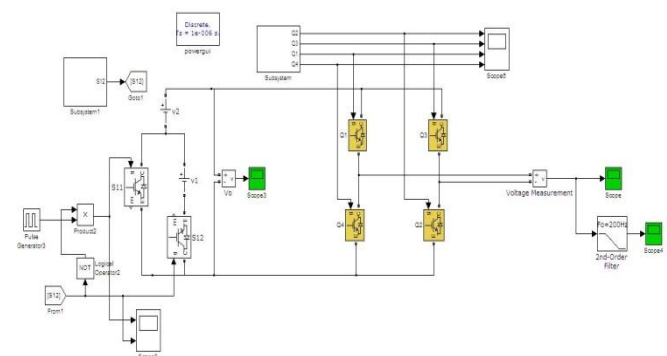 Discrete,
Ts = 1e-006 s.
powergui
Q2
Q3
Q1
Q4
Subsystem
Scope8
S12
Subsystem1
[S12]
Goto1
v2
Q1
Q3
S11
v1
+
-
v
Vo
Scope3
+
-
v
Voltage Measurement
Scope
Pulse
Generator3
X
Product2
S12
Q4
Q2
Fo=200Hz
2nd-Order
Filter
Scope4
NOT
Logical
Operator2
[S12]
From1